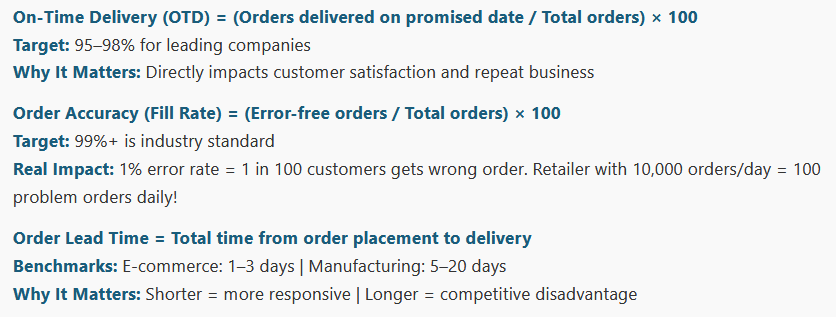 On-Time Delivery (OTD) = (Orders delivered on promised date / Total orders) × 100
Target: 95–98% for leading companies
Why It Matters: Directly impacts customer satisfaction and repeat business
Order Accuracy (Fill Rate) = (Error-free orders / Total orders) × 100
Target: 99%+ is industry standard
Real Impact: 1% error rate = 1 in 100 customers gets wrong order. Retailer with 10,000 orders/day = 100
problem orders daily!
Order Lead Time = Total time from order placement to delivery
Benchmarks: E-commerce: 1–3 days | Manufacturing: 5–20 days
Why It Matters: Shorter = more responsive | Longer = competitive disadvantage